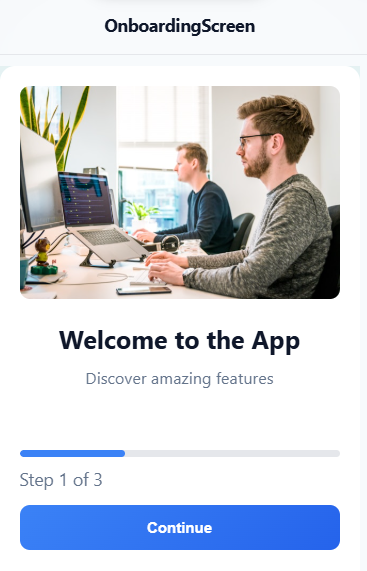 OnboardingScreen
Welcome to the App
Discover amazing features
Step 1 of 3
Continue